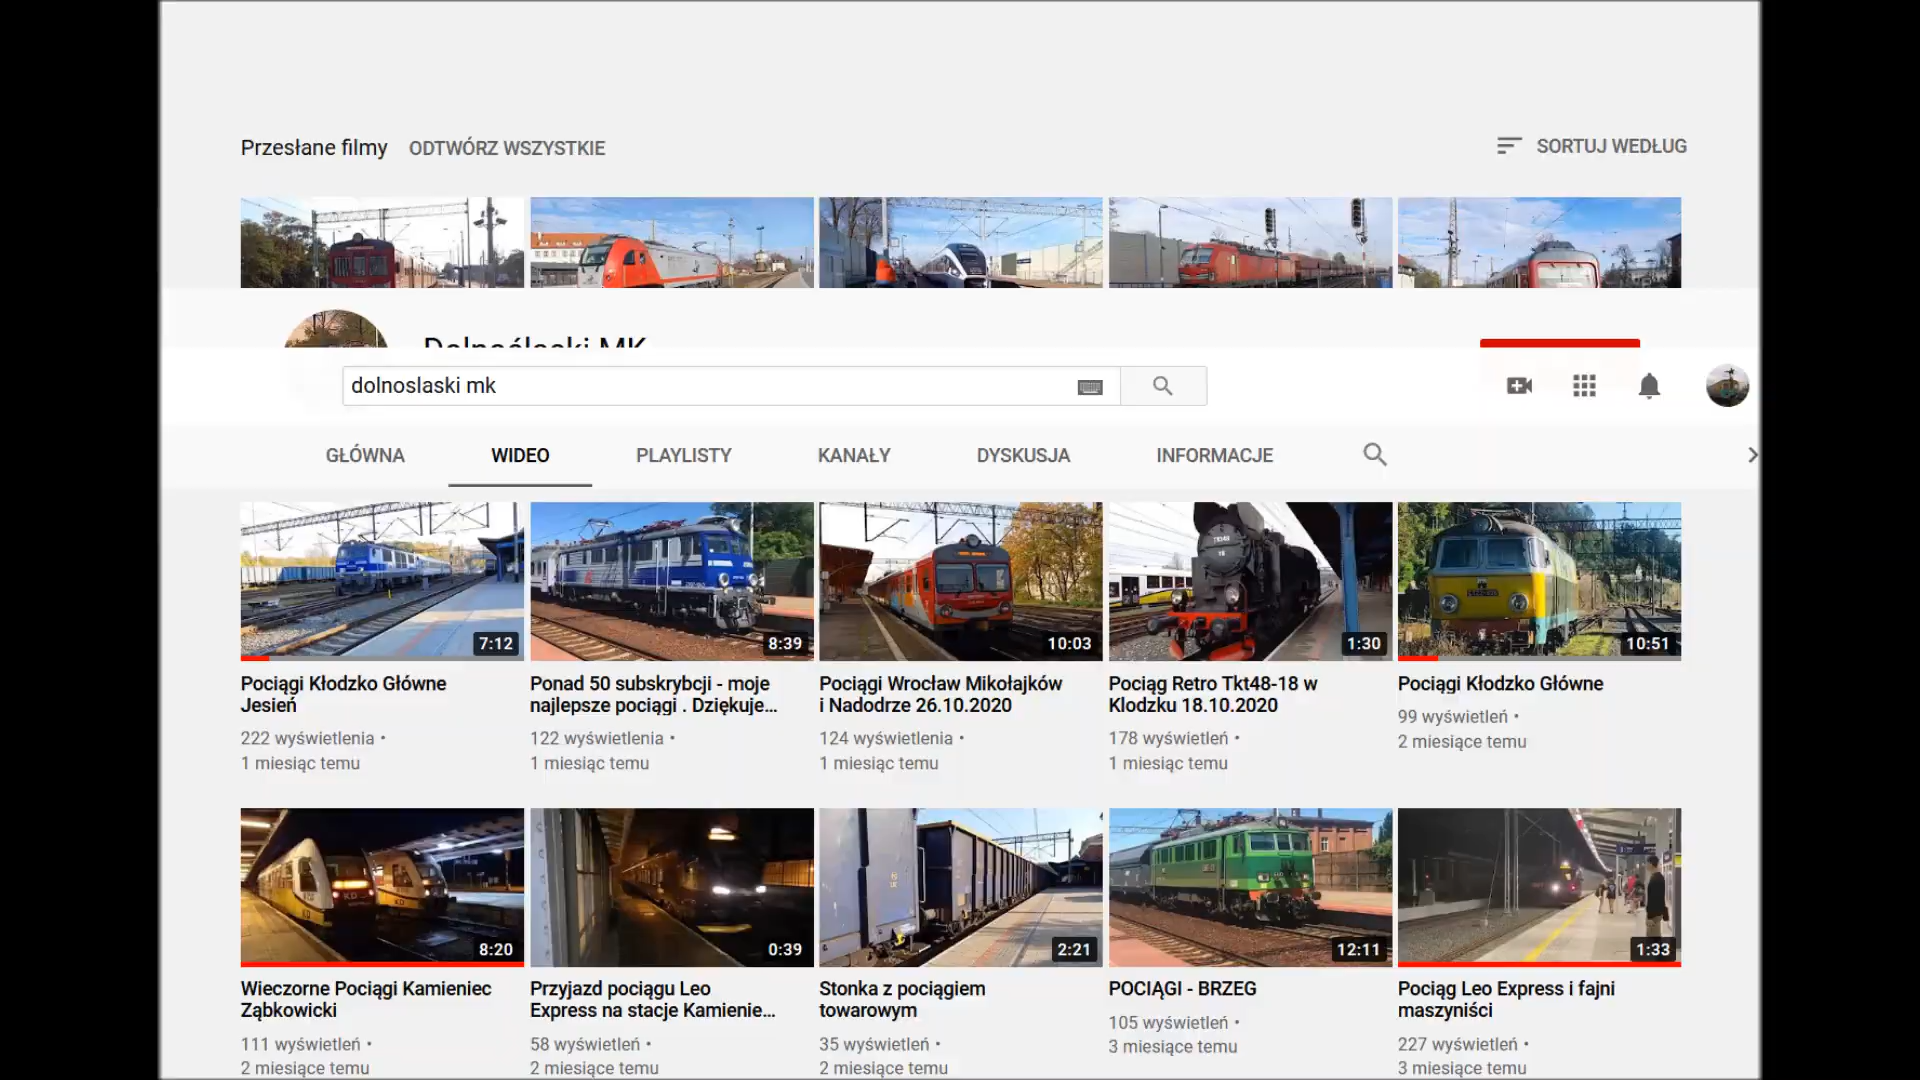 Przesłane filmy ODTWÓRZ WSZYSTKIE SORTUJ WEDŁUG
Dolnośląski MK
dolnoslaski mk
GŁÓWNA WIDEO PLAYLISTY KANAŁY DYSKUSJA INFORMACJE
7:12 8:39 10:03 1:30 10:51
Pociągi Kłodzko Główne
Jesień
222 wyświetlenia •
1 miesiąc temu
Ponad 50 subskrybcji - moje
najlepsze pociągi . Dziękuje...
122 wyświetlenia •
1 miesiąc temu
Pociągi Wrocław Mikołajków
i Nadodrze 26.10.2020
124 wyświetlenia •
1 miesiąc temu
Pociąg Retro Tkt48-18 w
Klodzku 18.10.2020
178 wyświetleń •
1 miesiąc temu
Pociągi Kłodzko Główne
99 wyświetleń •
2 miesiące temu
8:20 0:39 2:21 12:11 1:33
Wieczorne Pociągi Kamieniec
Ząbkowicki
111 wyświetleń •
2 miesiące temu
Przyjazd pociągu Leo
Express na stacje Kamienie...
58 wyświetleń •
2 miesiące temu
Stonka z pociągiem
towarowym
35 wyświetleń •
2 miesiące temu
POCIĄGI - BRZEG
105 wyświetleń •
3 miesiące temu
Pociąg Leo Express i fajni
maszyniści
227 wyświetleń •
3 miesiące temu